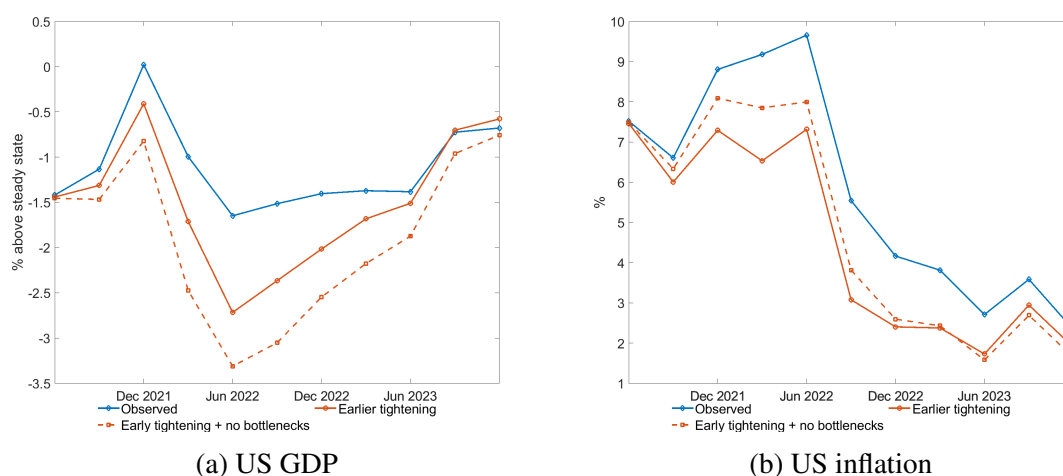 0.5
0
-0.5
-1
-1.5
-2
-2.5
-3
-3.5
% above steady state
Dec 2021 Jun 2022 Dec 2022 Jun 2023
Observed Earlier tightening
Early tightening + no bottlenecks
(a) US GDP
10
9
8
7
6
5
4
3
2
1
%
Dec 2021 Jun 2022 Dec 2022 Jun 2023
Observed Earlier tightening
Early tightening + no bottlenecks
(b) US inflation